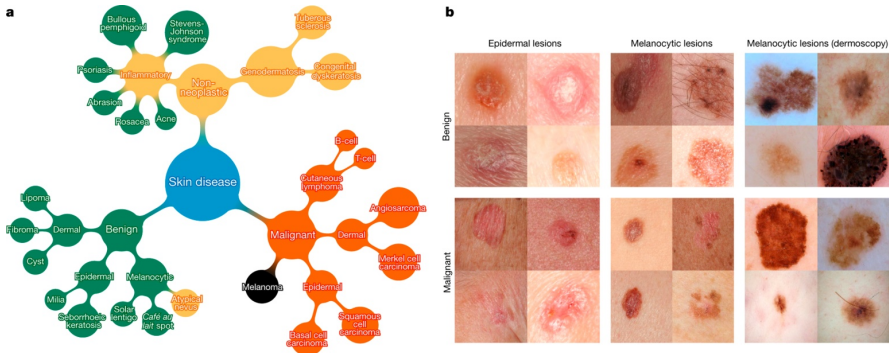 a
Bullous
pemphigoid
Stevens-
Johnson
syndrome
Psoriasis
Inflammatory
Abrasion
Rosacea
Acne
Non-
neoplastic
Genodermatosis
Tuberous
sclerosis
Congenital
dyskeratosis
Skin disease
B-cell
T-cell
Cutaneous
lymphoma
Angiosarcoma
Malignant
Dermal
Merkel cell
carcinoma
Melanoma
Epidermal
Squamous
cell
carcinoma
Basal cell
carcinoma
Lipoma
Fibroma
Dermal
Benign
Cyst
Epidermal
Melanocytic
Milia
Seborrhoeic
keratosis
Solar
lentigo
Café au
lait spot
Atypical
nevus
b
Epidermal lesions
Melanocytic lesions
Melanocytic lesions (dermoscopy)
Benign
Malignant